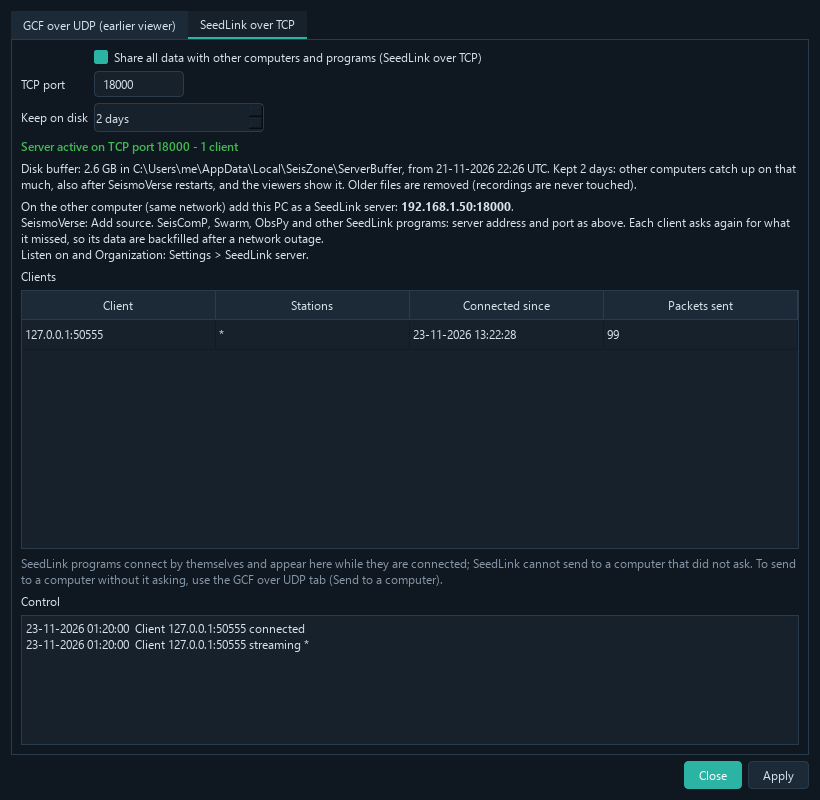 GCF over UDP (earlier viewer)
SeedLink over TCP
Share all data with other computers and programs (SeedLink over TCP)
TCP port
18000
Keep on disk
2 days
Server active on TCP port 18000 - 1 client
Disk buffer: 2.6 GB in C:\Users\me\AppData\Local\SeisZone\ServerBuffer, from 21-11-2026 22:26 UTC. Kept 2 days: other computers catch up on that
much, also after SeismoVerse restarts, and the viewers show it. Older files are removed (recordings are never touched).
On the other computer (same network) add this PC as a SeedLink server: 192.168.1.50:18000.
SeismoVerse: Add source. SeisComP, Swarm, ObsPy and other SeedLink programs: server address and port as above. Each client asks again for what
it missed, so its data are backfilled after a network outage.
Listen on and Organization: Settings > SeedLink server.
Clients
Client
Stations
Connected since
Packets sent
127.0.0.1:50555
*
23-11-2026 13:22:28
99
SeedLink programs connect by themselves and appear here while they are connected; SeedLink cannot send to a computer that did not ask. To send
to a computer without it asking, use the GCF over UDP tab (Send to a computer).
Control
23-11-2026 01:20:00  Client 127.0.0.1:50555 connected
23-11-2026 01:20:00  Client 127.0.0.1:50555 streaming *
Close
Apply